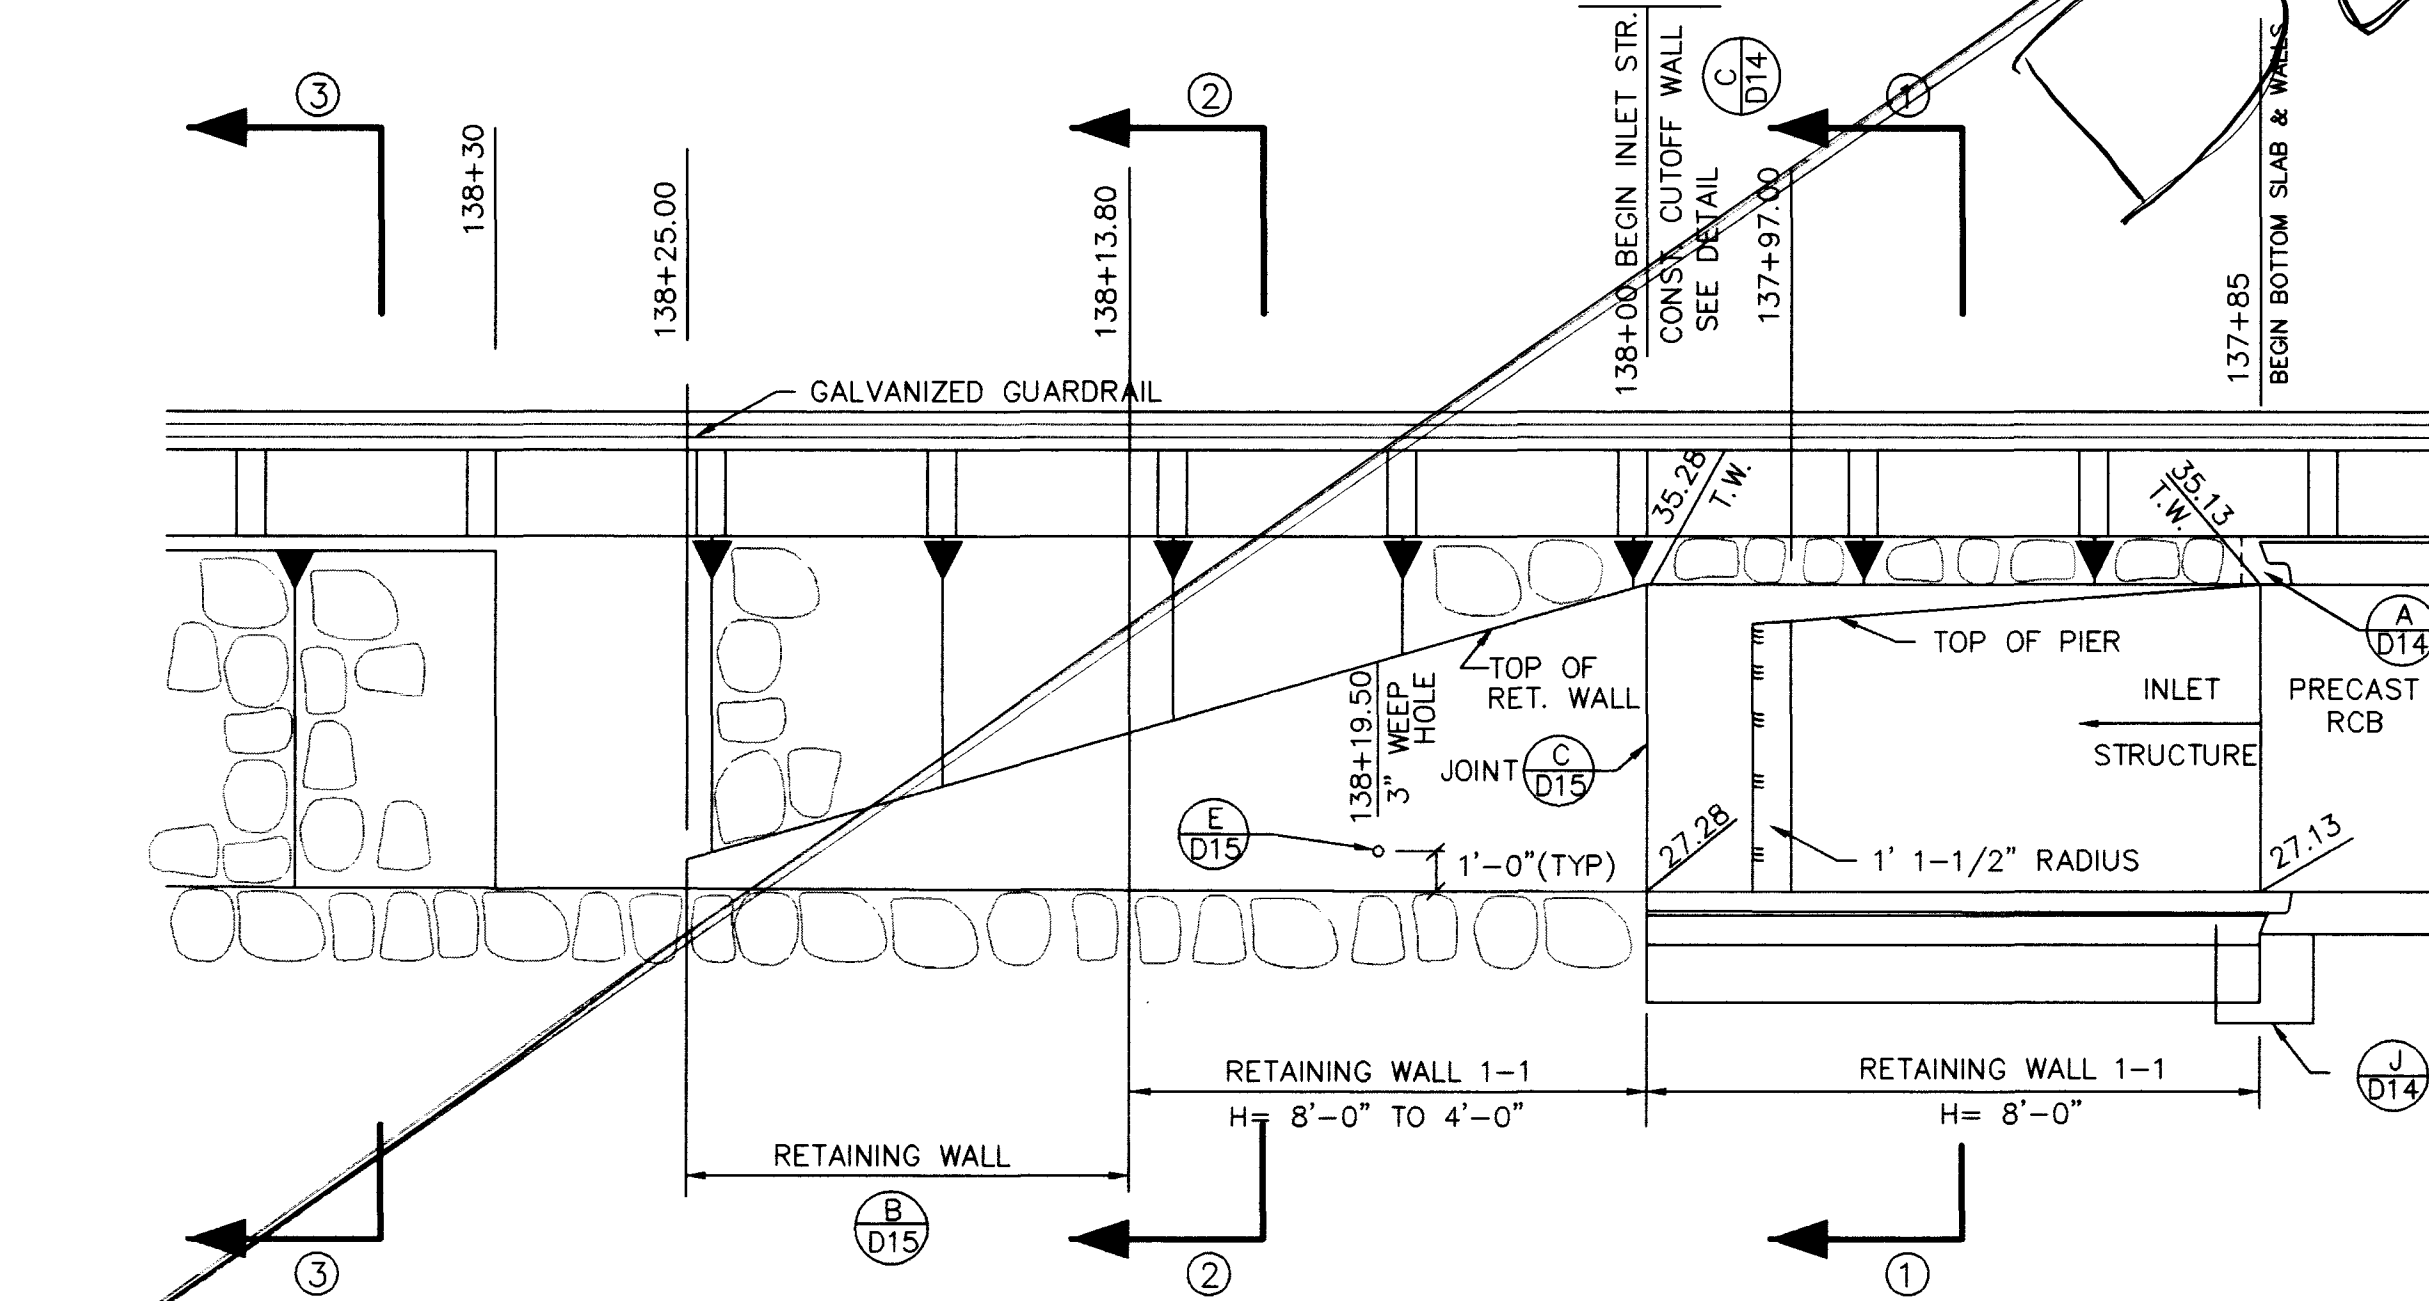 3
2
1
138+30
138+25.00
138+13.80
138+00 BEGIN INLET STR.
CONST CUTOFF WALL
SEE DETAIL
C
D14
137+97.00
137+85
BEGIN BOTTOM SLAB & WALLS
GALVANIZED GUARDRAIL
35.28
T.W.
35.13
T.W.
A
D14
TOP OF PIER
TOP OF
RET. WALL
138+19.50
3" WEEP
HOLE
INLET
STRUCTURE
PRECAST
RCB
JOINT
C
D15
E
D15
1'-0"(TYP)
27.28
1' 1-1/2" RADIUS
27.13
RETAINING WALL 1-1
H= 8'-0" TO 4'-0"
RETAINING WALL 1-1
H= 8'-0"
J
D14
RETAINING WALL
B
D15
3
2
1